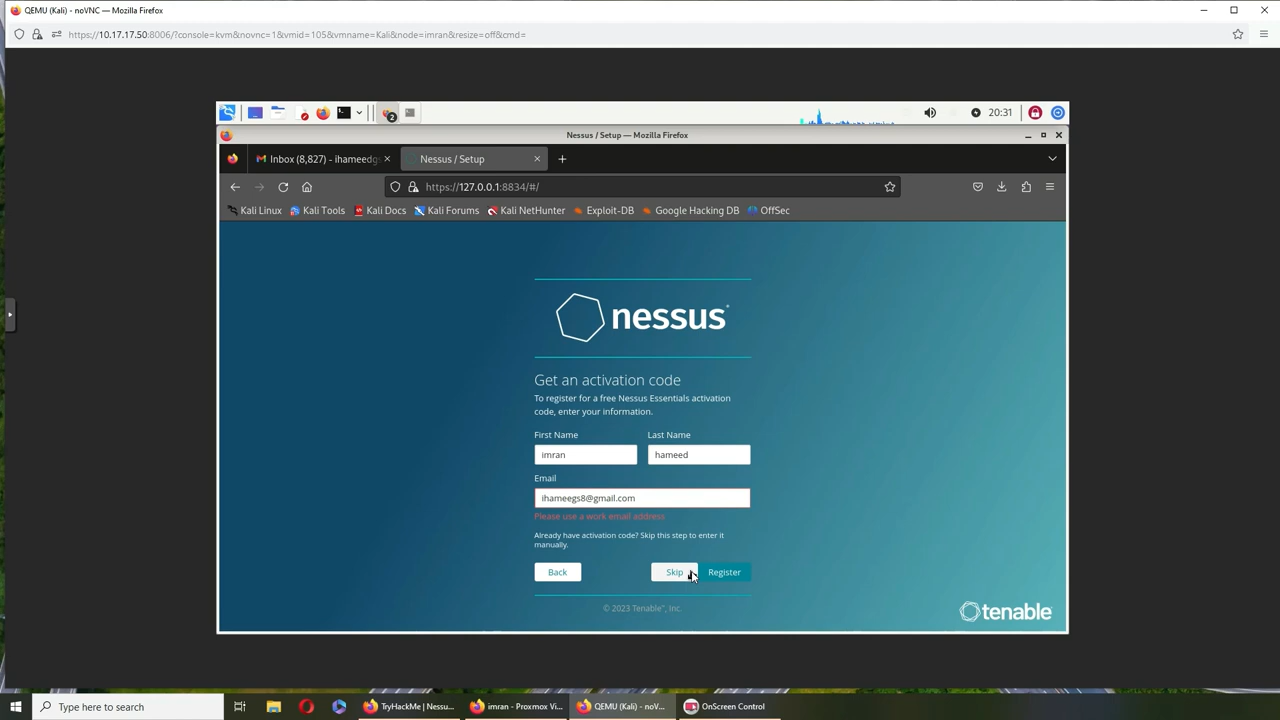 QEMU (Kali) - noVNC — Mozilla Firefox
https://10.17.17.50:8006/?console=kvm&novnc=1&vmid=105&vmname=Kali&node=imran&resize=off&cmd=
2
20:31
Nessus / Setup — Mozilla Firefox
Inbox (8,827) - ihameedgs
Nessus / Setup
https://127.0.0.1:8834/#/
Kali Linux
Kali Tools
Kali Docs
Kali Forums
Kali NetHunter
Exploit-DB
Google Hacking DB
OffSec
nessus
Get an activation code
To register for a free Nessus Essentials activation
code, enter your information.
First Name
Last Name
imran
hameed
Email
ihameegs8@gmail.com
Please use a work email address
Already have activation code? Skip this step to enter it
manually.
Back
Skip
Register
© 2023 Tenable™, Inc.
tenable
Type here to search
TryHackMe | Nessu...
imran - Proxmox Vi...
QEMU (Kali) - noV...
OnScreen Control